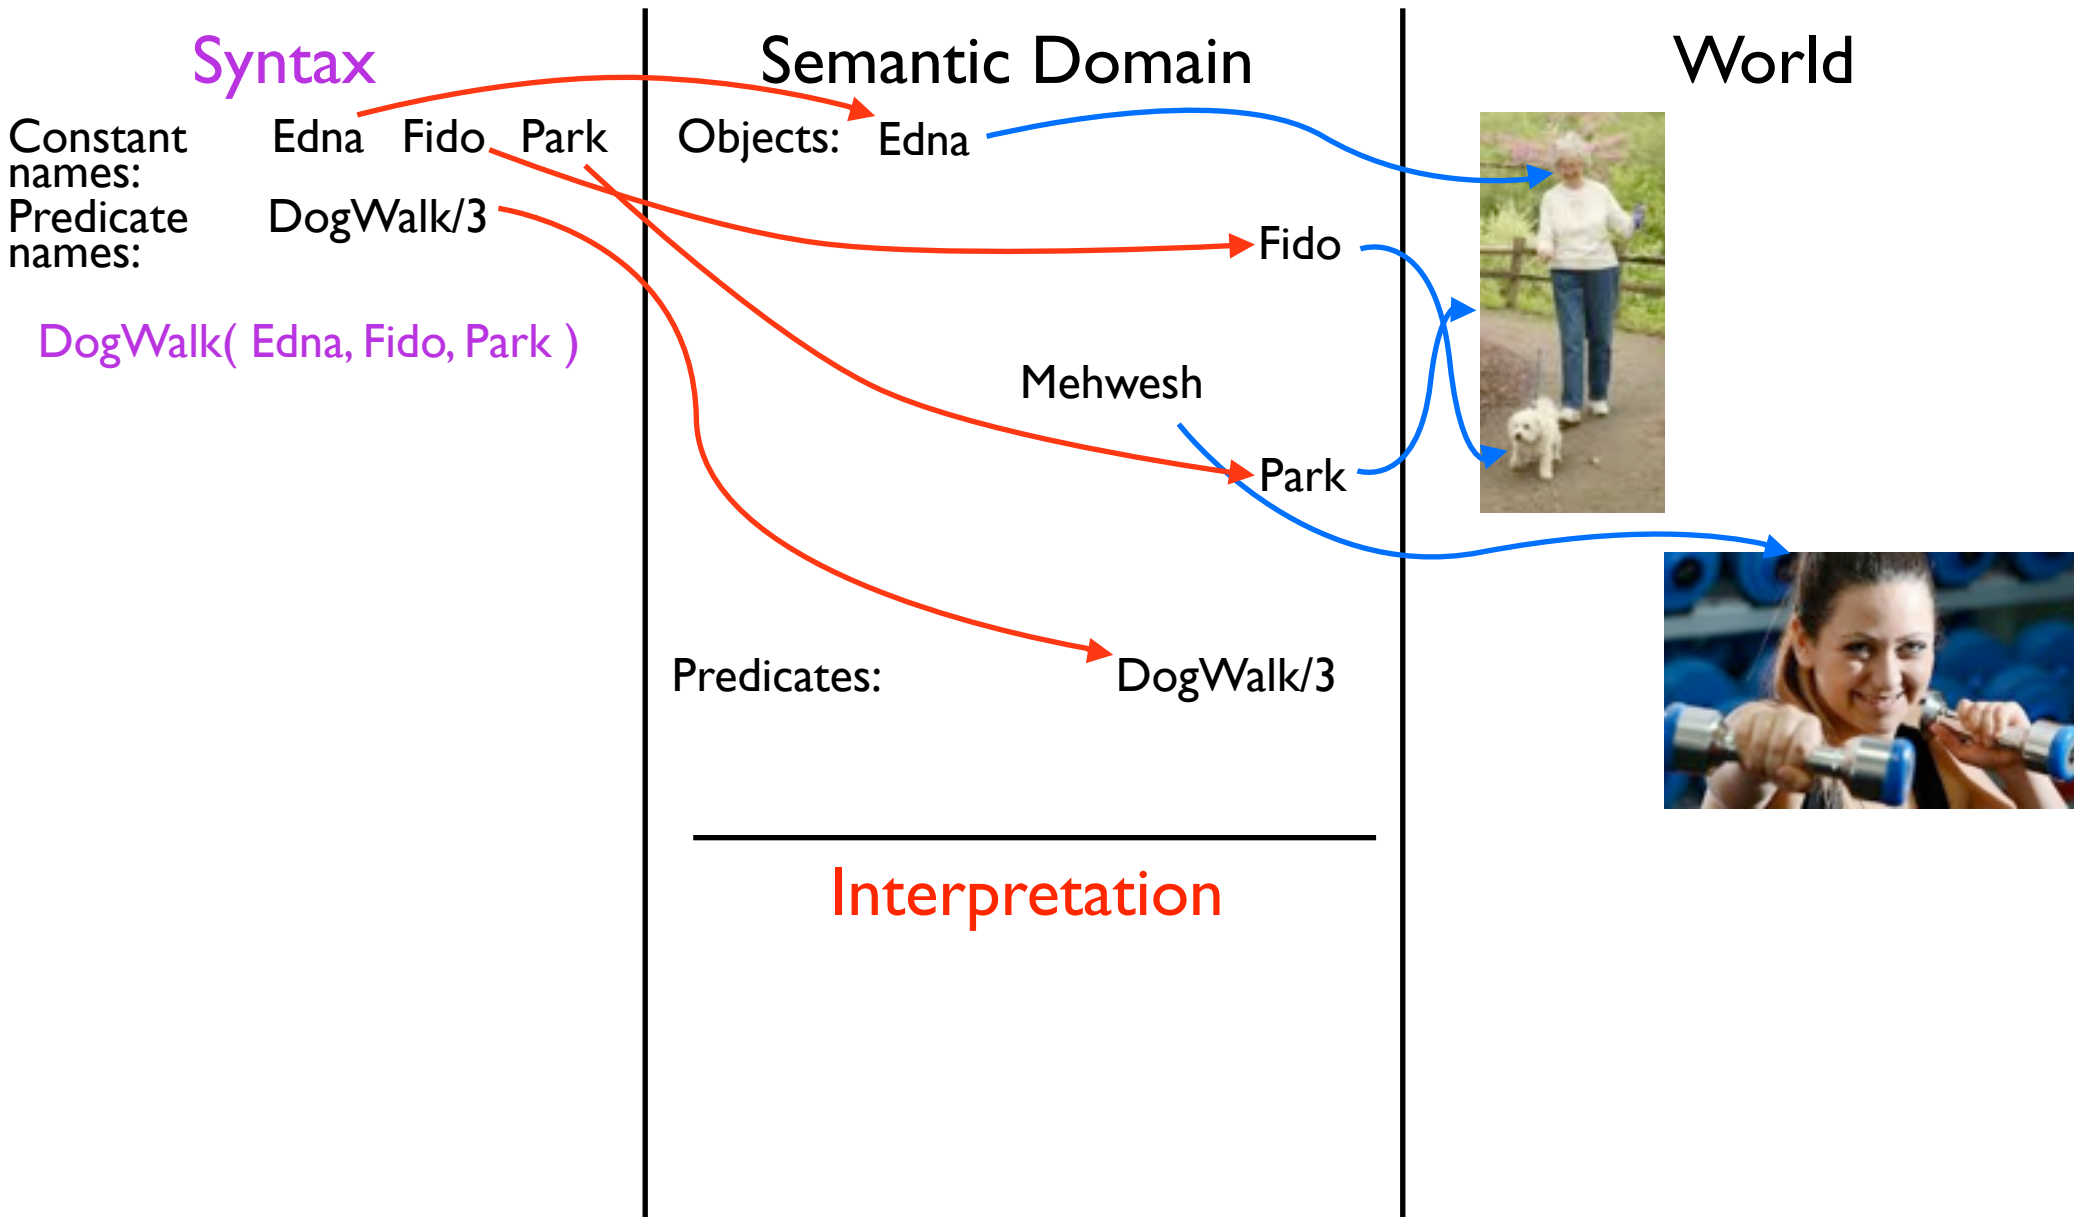 Syntax
Constant names: Edna Fido Park
Predicate names: DogWalk/3
DogWalk( Edna, Fido, Park )
Semantic Domain
Objects: Edna
Fido
Mehwesh
Park
Predicates: DogWalk/3
Interpretation
World